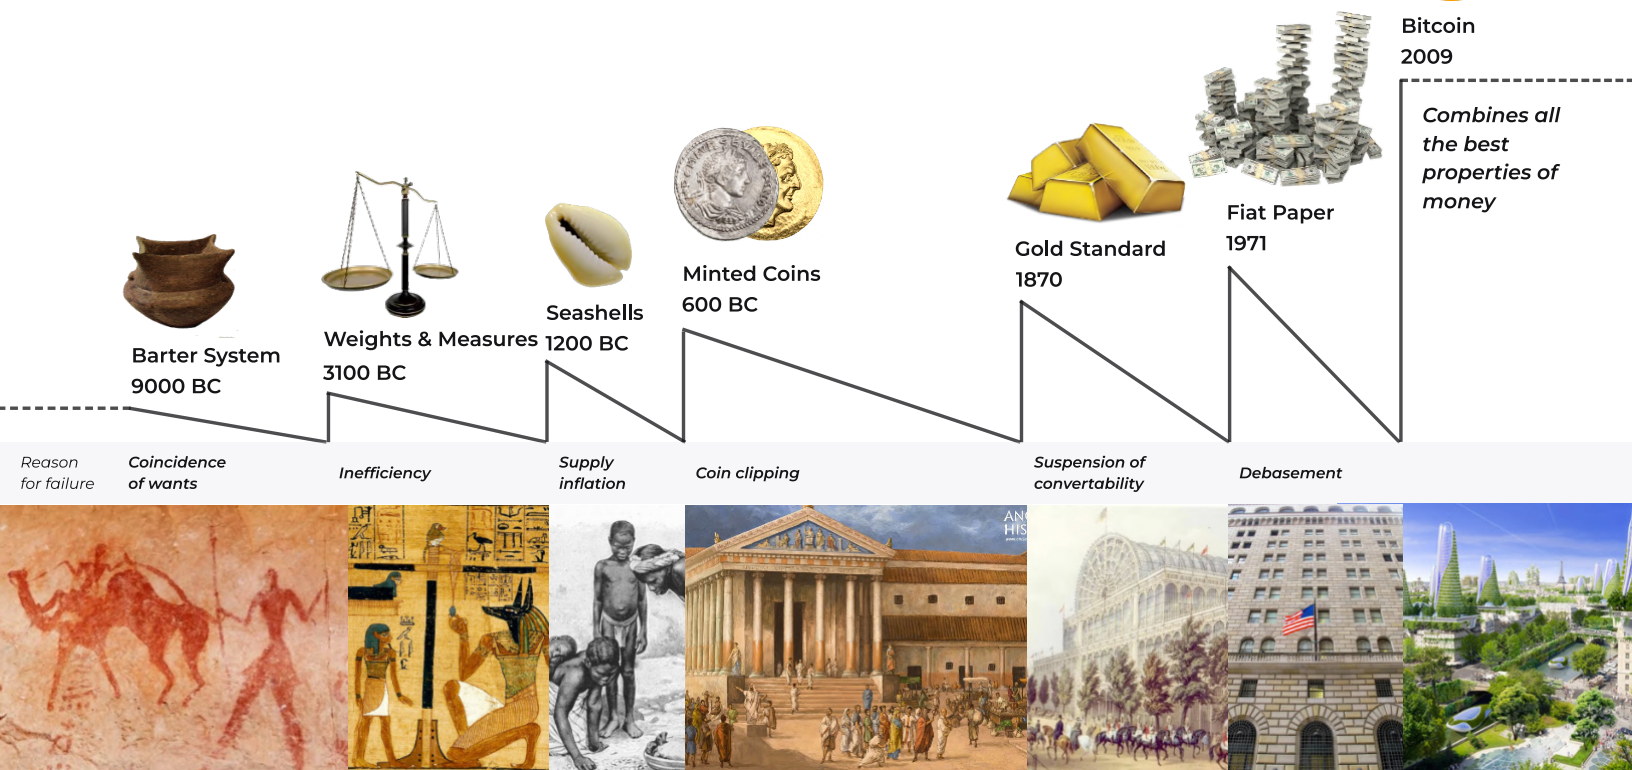 Bitcoin
2009
Combines all
the best
properties of
money
Fiat Paper
1971
Gold Standard
1870
Minted Coins
600 BC
Seashells
1200 BC
Weights & Measures
3100 BC
Barter System
9000 BC
Reason
for failure
Coincidence
of wants
Inefficiency
Supply
inflation
Coin clipping
Suspension of
convertability
Debasement
ANC
HIS